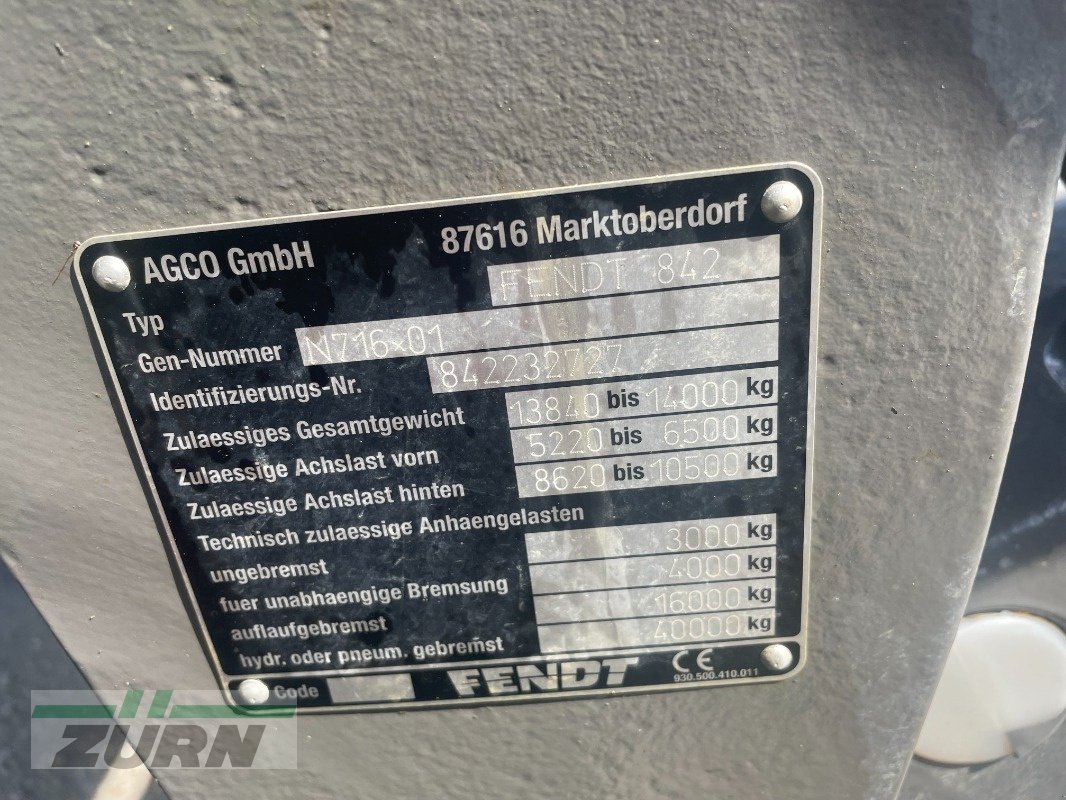 AGCO GmbH 87616 Marktoberdorf
Typ FENDT 842
Gen-Nummer N716×01
Identifizierungs-Nr. 842232727
Zulaessiges Gesamtgewicht 13840 bis 14000 kg
Zulaessige Achslast vorn 5220 bis 6500 kg
Zulaessige Achslast hinten 8620 bis 10500 kg
Technisch zulaessige Anhaengelasten
ungebremst 3000 kg
fuer unabhaengige Bremsung 4000 kg
auflaufgebremst 16000 kg
hydr. oder pneum. gebremst 40000 kg
Code FENDT CE
930.500.410.011
ZÜRN